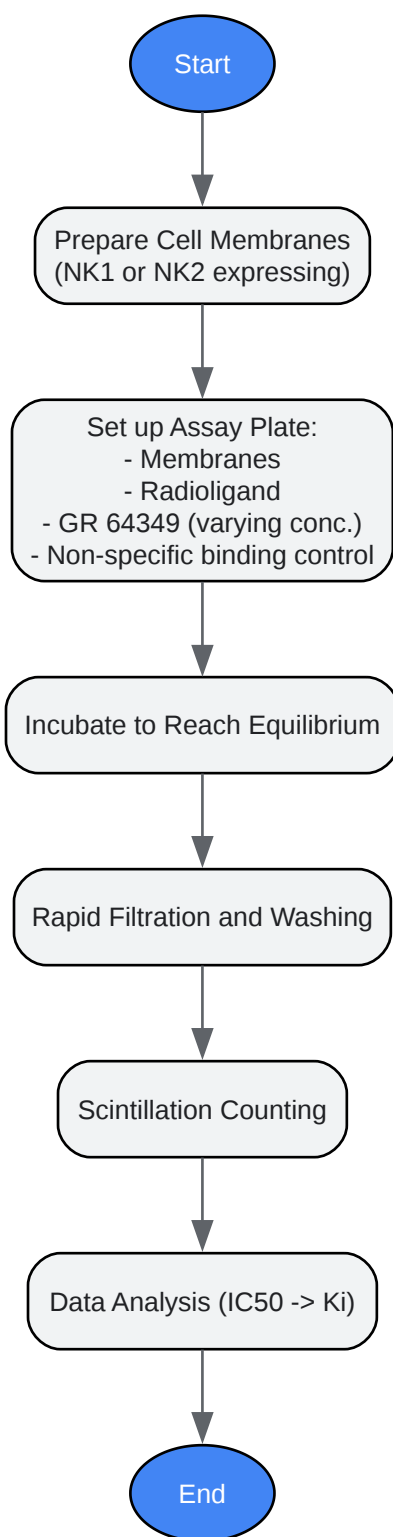 Start
Prepare Cell Membranes
(NK1 or NK2 expressing)
Set up Assay Plate:
- Membranes
- Radioligand
- GR 64349 (varying conc.)
- Non-specific binding control
Incubate to Reach Equilibrium
Rapid Filtration and Washing
Scintillation Counting
Data Analysis (IC50 -> Ki)
End